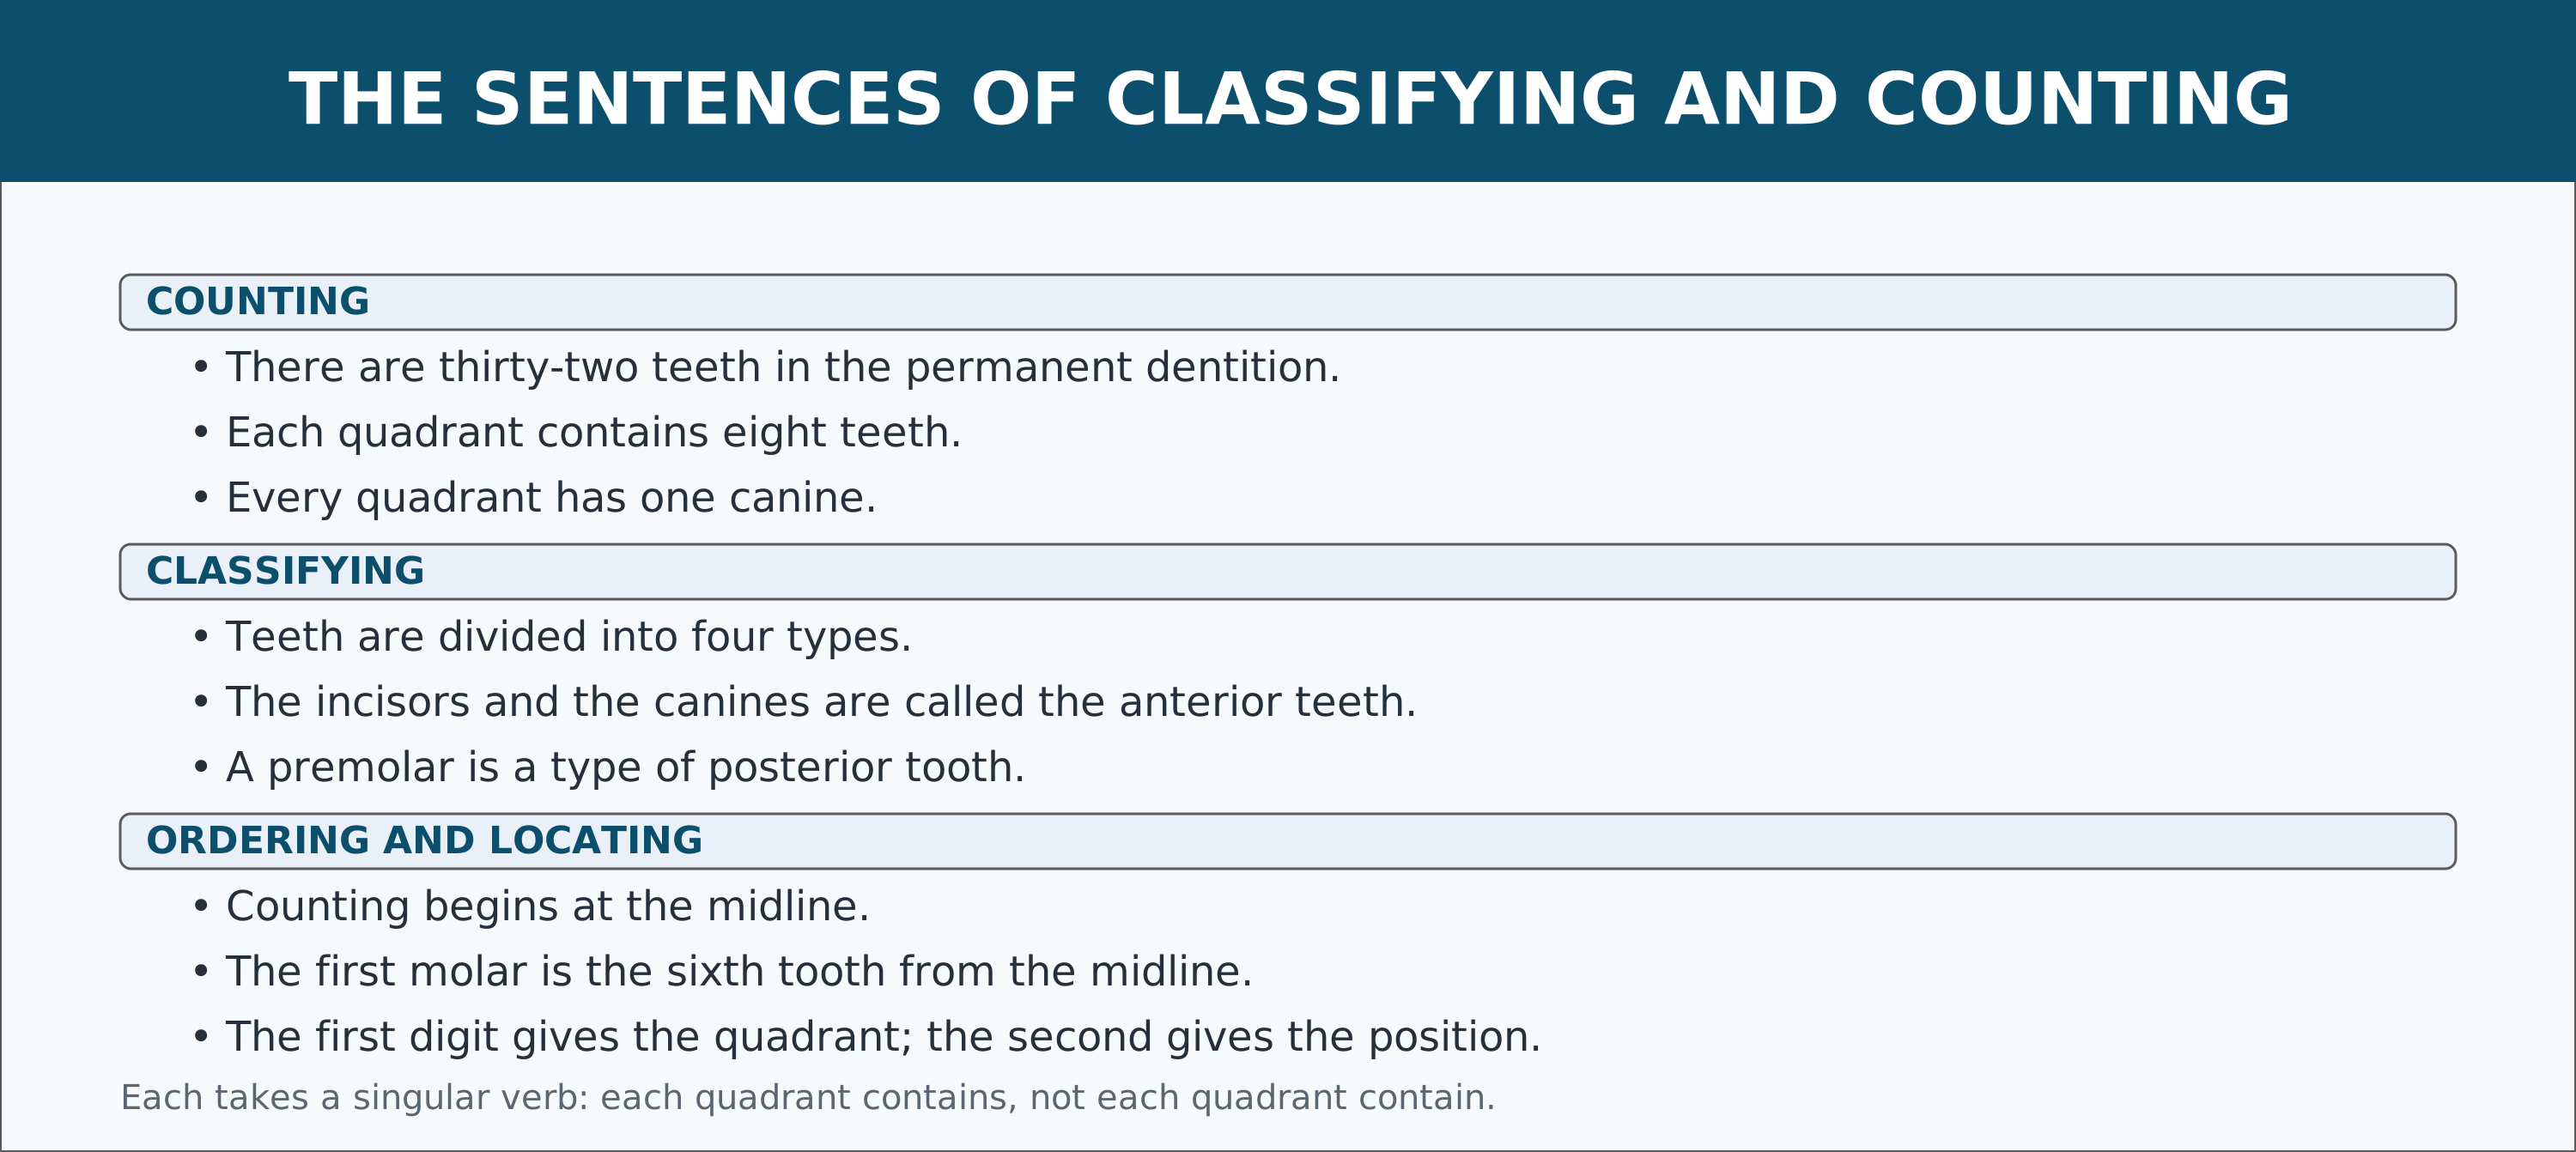 THE SENTENCES OF CLASSIFYING AND COUNTING
COUNTING
• There are thirty-two teeth in the permanent dentition.
• Each quadrant contains eight teeth.
• Every quadrant has one canine.
CLASSIFYING
• Teeth are divided into four types.
• The incisors and the canines are called the anterior teeth.
• A premolar is a type of posterior tooth.
ORDERING AND LOCATING
• Counting begins at the midline.
• The first molar is the sixth tooth from the midline.
• The first digit gives the quadrant; the second gives the position.
Each takes a singular verb: each quadrant contains, not each quadrant contain.